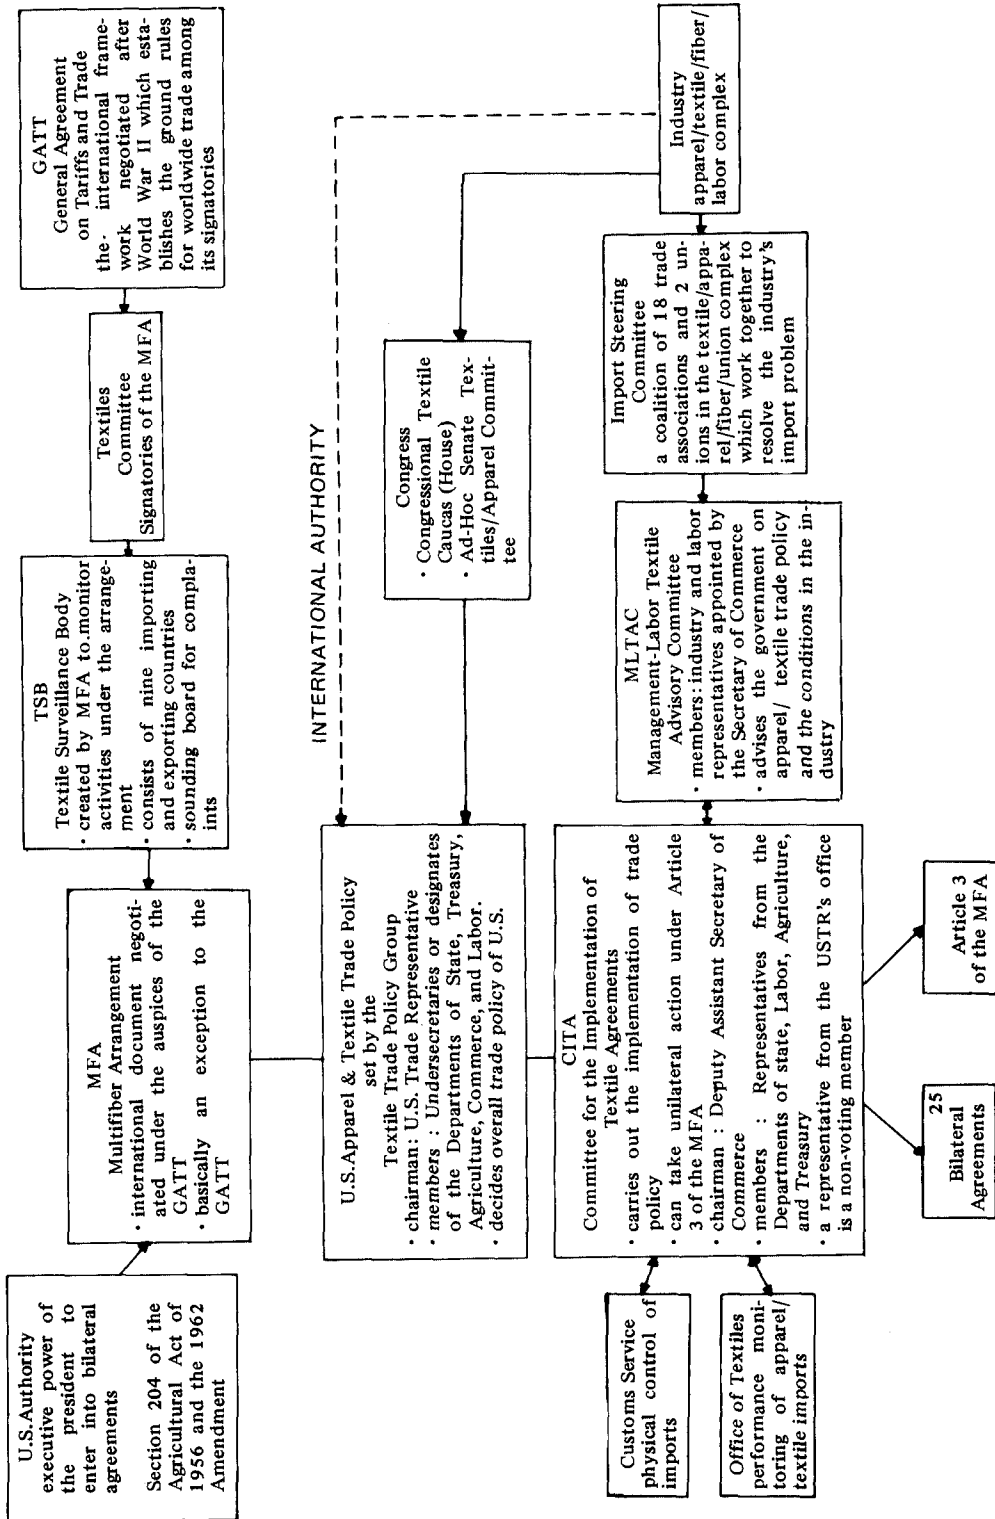 U.S.Authority
executive power of
the president to
enter into bilateral
agreements
Section 204 of the
Agricultural Act of
1956 and the 1962
Amendment
MFA
Multifiber Arrangement
· international document negoti-
ated under the auspices of the
GATT
· basically an exception to the
GATT
TSB
Textile Surveillance Body
· created by MFA to.monitor
activities under the arrange-
ment
· consists of nine importing
and exporting countries
· sounding board for compla-
ints
Textiles
Committee
Signatories of the MFA
GATT
General Agreement
on Tariffs and Trade
the· international frame-
work negotiated after
World War II which esta-
blishes the ground rules
for worldwide trade among
its signatories
INTERNATIONAL AUTHORITY
U.S.Apparel & Textile Trade Policy
set by the
Textile Trade Policy Group
· chairman: U.S. Trade Representative
· members : Undersecretaries or designates
of the Departments of State, Treasury,
Agriculture, Commerce, and Labor.
· decides overall trade policy of U.S.
Congress
· Congressional Textile
Caucas (House)
· Ad-Hoc Senate Tex-
tiles/Apparel Commit-
tee
Customs Service
physical control of
imports
Office of Textiles
performance moni-
toring of apparel/
textile imports
CITA
Committee for the Implementation of
Textile Agreements
· carries out the implementation of trade
policy
· can take unilateral action under Article
3 of the MFA
· chairman : Deputy Assistant Secretary of
Commerce
· members : Representatives from the
Departments of state, Labor, Agriculture,
and Treasury
· a representative from the USTR's office
is a non-voting member
MLTAC
Management-Labor Textile
Advisory Committee
· members: industry and labor
representatives appointed by
the Secretary of Commerce
· advises the government on
apparel/ textile trade policy
and the conditions in the in-
dustry
Import Steering
Committee
a coalition of 18 trade
associations and 2 un-
ions in the textile/appa-
rel/fiber/union complex
which work together to
resolve the industry's
import problem
Industry
apparel/textile/fiber/
labor complex
25
Bilateral
Agreements
Article 3
of the MFA